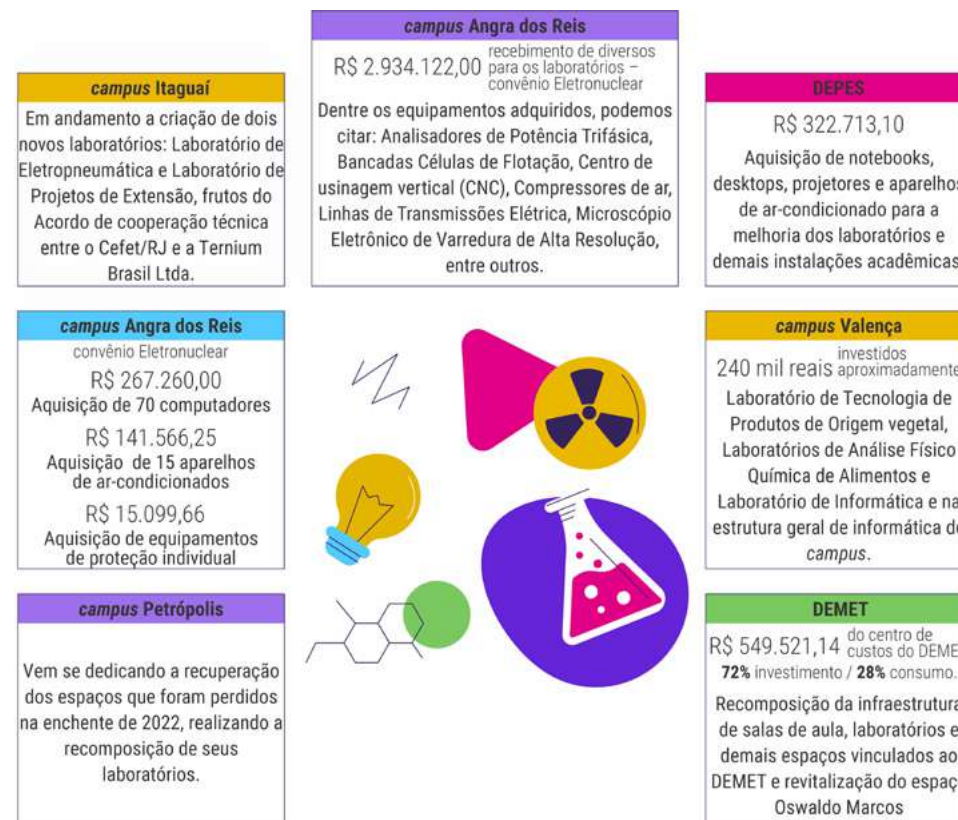 campus Angra dos Reis
R$ 2.934.122,00 recebimento de diversos
para os laboratórios –
convênio Eletronuclear
Dentre os equipamentos adquiridos, podemos
citar: Analisadores de Potência Trifásica,
Bancadas Células de Flotação, Centro de
usinagem vertical (CNC), Compressores de ar,
Linhas de Transmissões Elétrica, Microscópio
Eletrônico de Varredura de Alta Resolução,
entre outros.
campus Itaguaí
Em andamento a criação de dois
novos laboratórios: Laboratório de
Eletropneumática e Laboratório de
Projetos de Extensão, frutos do
Acordo de cooperação técnica
entre o Cefet/RJ e a Ternium
Brasil Ltda.
DEPES
R$ 322.713,10
Aquisição de notebooks,
desktops, projetores e aparelhos
de ar-condicionado para a
melhoria dos laboratórios e
demais instalações acadêmicas
campus Angra dos Reis
convênio Eletronuclear
R$ 267.260,00
Aquisição de 70 computadores
R$ 141.566,25
Aquisição de 15 aparelhos
de ar-condicionados
R$ 15.099,66
Aquisição de equipamentos
de proteção individual
campus Valença
240 mil reais investidos
aproximadamente
Laboratório de Tecnologia de
Produtos de Origem vegetal,
Laboratórios de Análise Físico
Química de Alimentos e
Laboratório de Informática e na
estrutura geral de informática do
campus.
campus Petrópolis
Vem se dedicando a recuperação
dos espaços que foram perdidos
na enchente de 2022, realizando a
recomposição de seus
laboratórios.
DEMET
R$ 549.521,14 do centro de
custos do DEME
72% investimento / 28% consumo.
Recomposição da infraestrutura
de salas de aula, laboratórios e
demais espaços vinculados ao
DEMET e revitalização do espaç
Oswaldo Marcos